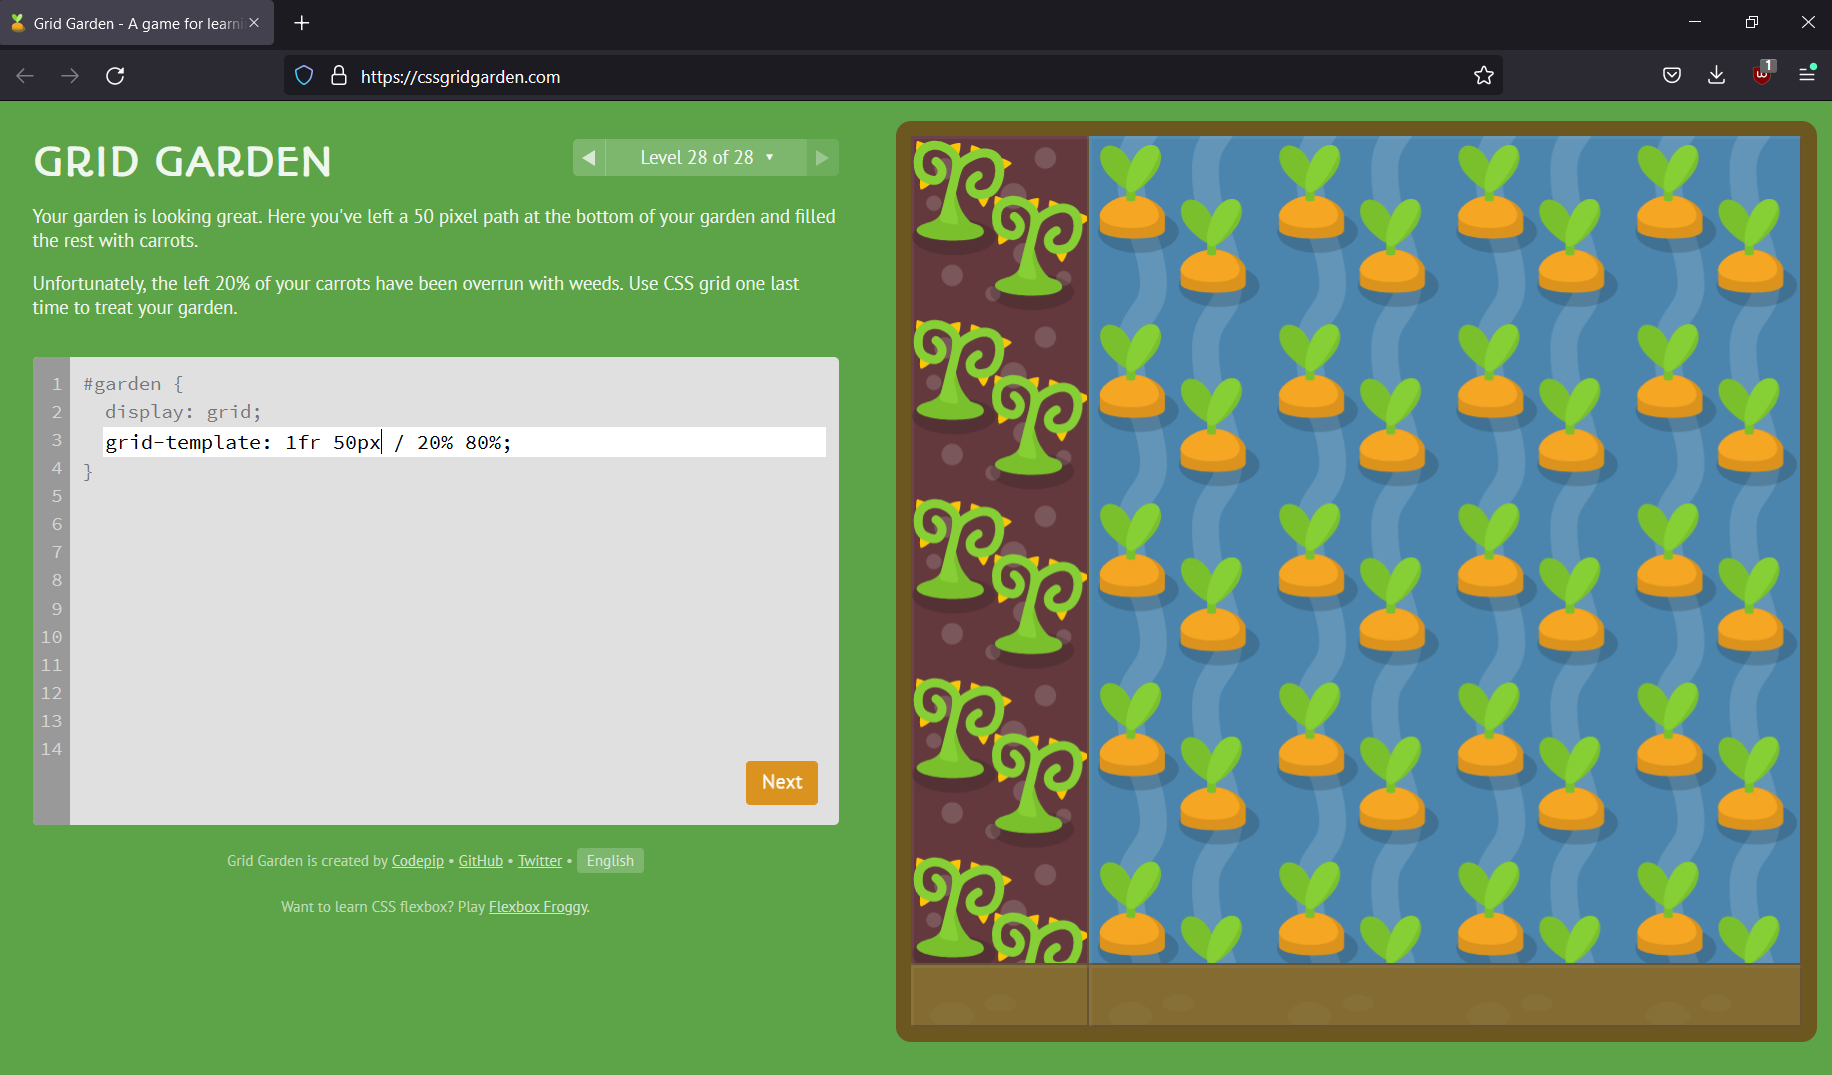 Grid Garden - A game for learni
https://cssgridgarden.com
1
GRID GARDEN
◀ Level 28 of 28 ▼ ▶
Your garden is looking great. Here you've left a 50 pixel path at the bottom of your garden and filled
the rest with carrots.
Unfortunately, the left 20% of your carrots have been overrun with weeds. Use CSS grid one last
time to treat your garden.
1 #garden {
2 display: grid;
3 grid-template: 1fr 50px / 20% 80%;
4 }
5
6
7
8
9
10
11
12
13
14
Next
Grid Garden is created by Codepip • GitHub • Twitter • English
Want to learn CSS flexbox? Play Flexbox Froggy.